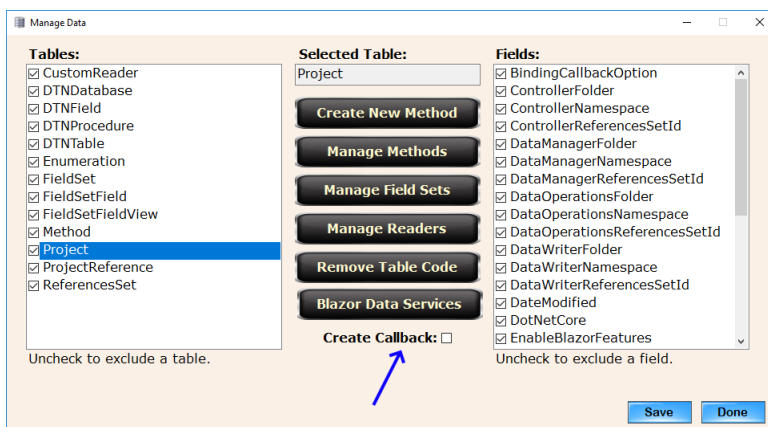 Manage Data
Tables:
CustomReader
DTNDatabase
DTNField
DTNProcedure
DTNTable
Enumeration
FieldSet
FieldSetField
FieldSetFieldView
Method
Project
ProjectReference
ReferencesSet
Uncheck to exclude a table.
Selected Table:
Project
Create New Method
Manage Methods
Manage Field Sets
Manage Readers
Remove Table Code
Blazor Data Services
Create Callback:
Fields:
BindingCallbackOption
ControllerFolder
ControllerNamespace
ControllerReferencesSetId
DataManagerFolder
DataManagerNamespace
DataManagerReferencesSetId
DataOperationsFolder
DataOperationsNamespace
DataOperationsReferencesSetId
DataWriterFolder
DataWriterNamespace
DataWriterReferencesSetId
DateModified
DotNetCore
EnableBlazorFeatures
Uncheck to exclude a field.
Save
Done